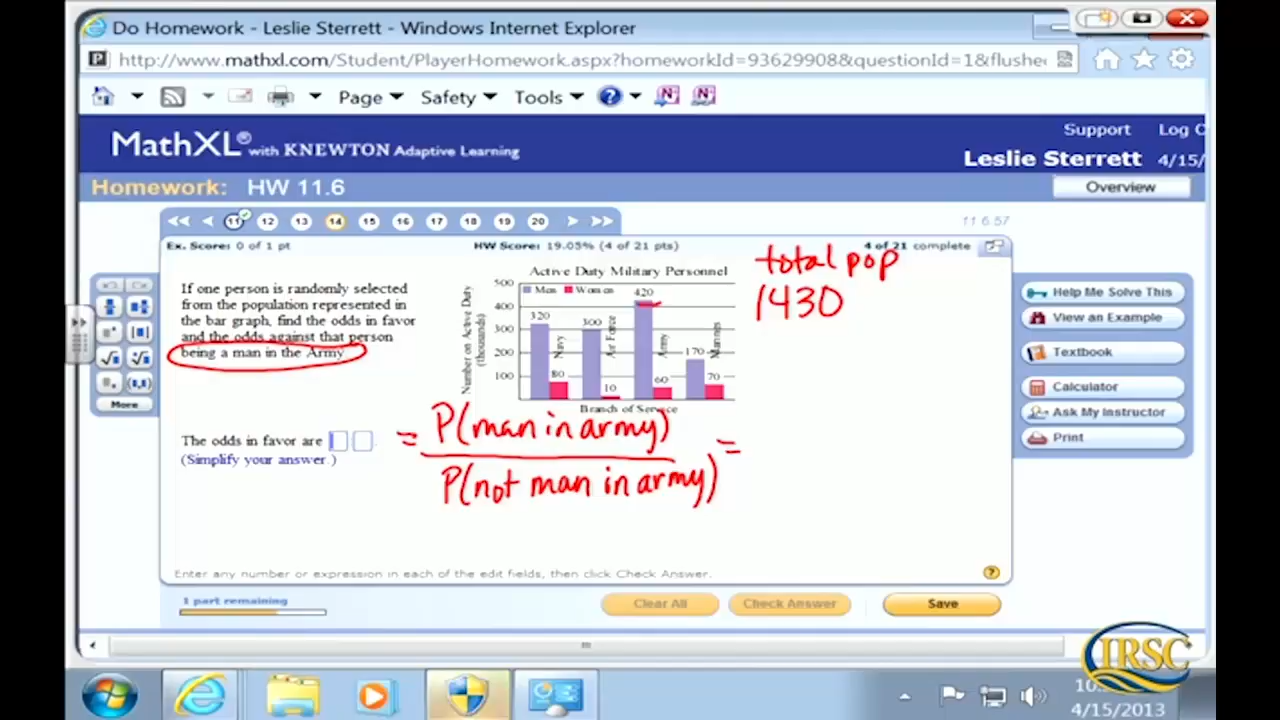 Do Homework - Leslie Sterrett - Windows Internet Explorer
http://www.mathxl.com/Student/PlayerHomework.aspx?homeworkId=93629908&questionId=1&flushed
Page Safety Tools
Support Log O
MathXL® with KNEWTON Adaptive Learning
Leslie Sterrett 4/15/
Homework: HW 11.6
Overview
11 12 13 14 15 16 17 18 19 20
11.6.57
Ex. Score: 0 of 1 pt HW Score: 19.05% (4 of 21 pts) 4 of 21 complete
total pop
1430
If one person is randomly selected
from the population represented in
the bar graph, find the odds in favor
and the odds against that person
being a man in the Army
Active Duty Military Personnel
Men Women
Number on Active Duty
(thousands)
500
400
300
200
100
320
80
Navy
300
10
Air Force
420
60
Army
170
70
Marines
Branch of Service
The odds in favor are
(Simplify your answer.)
= P(man in army)
P(not man in army) =
Enter any number or expression in each of the edit fields, then click Check Answer.
1 part remaining
Clear All
Check Answer
Save
More
Help Me Solve This
View an Example
Textbook
Calculator
Ask My Instructor
Print
IRSC
10:
4/15/2013